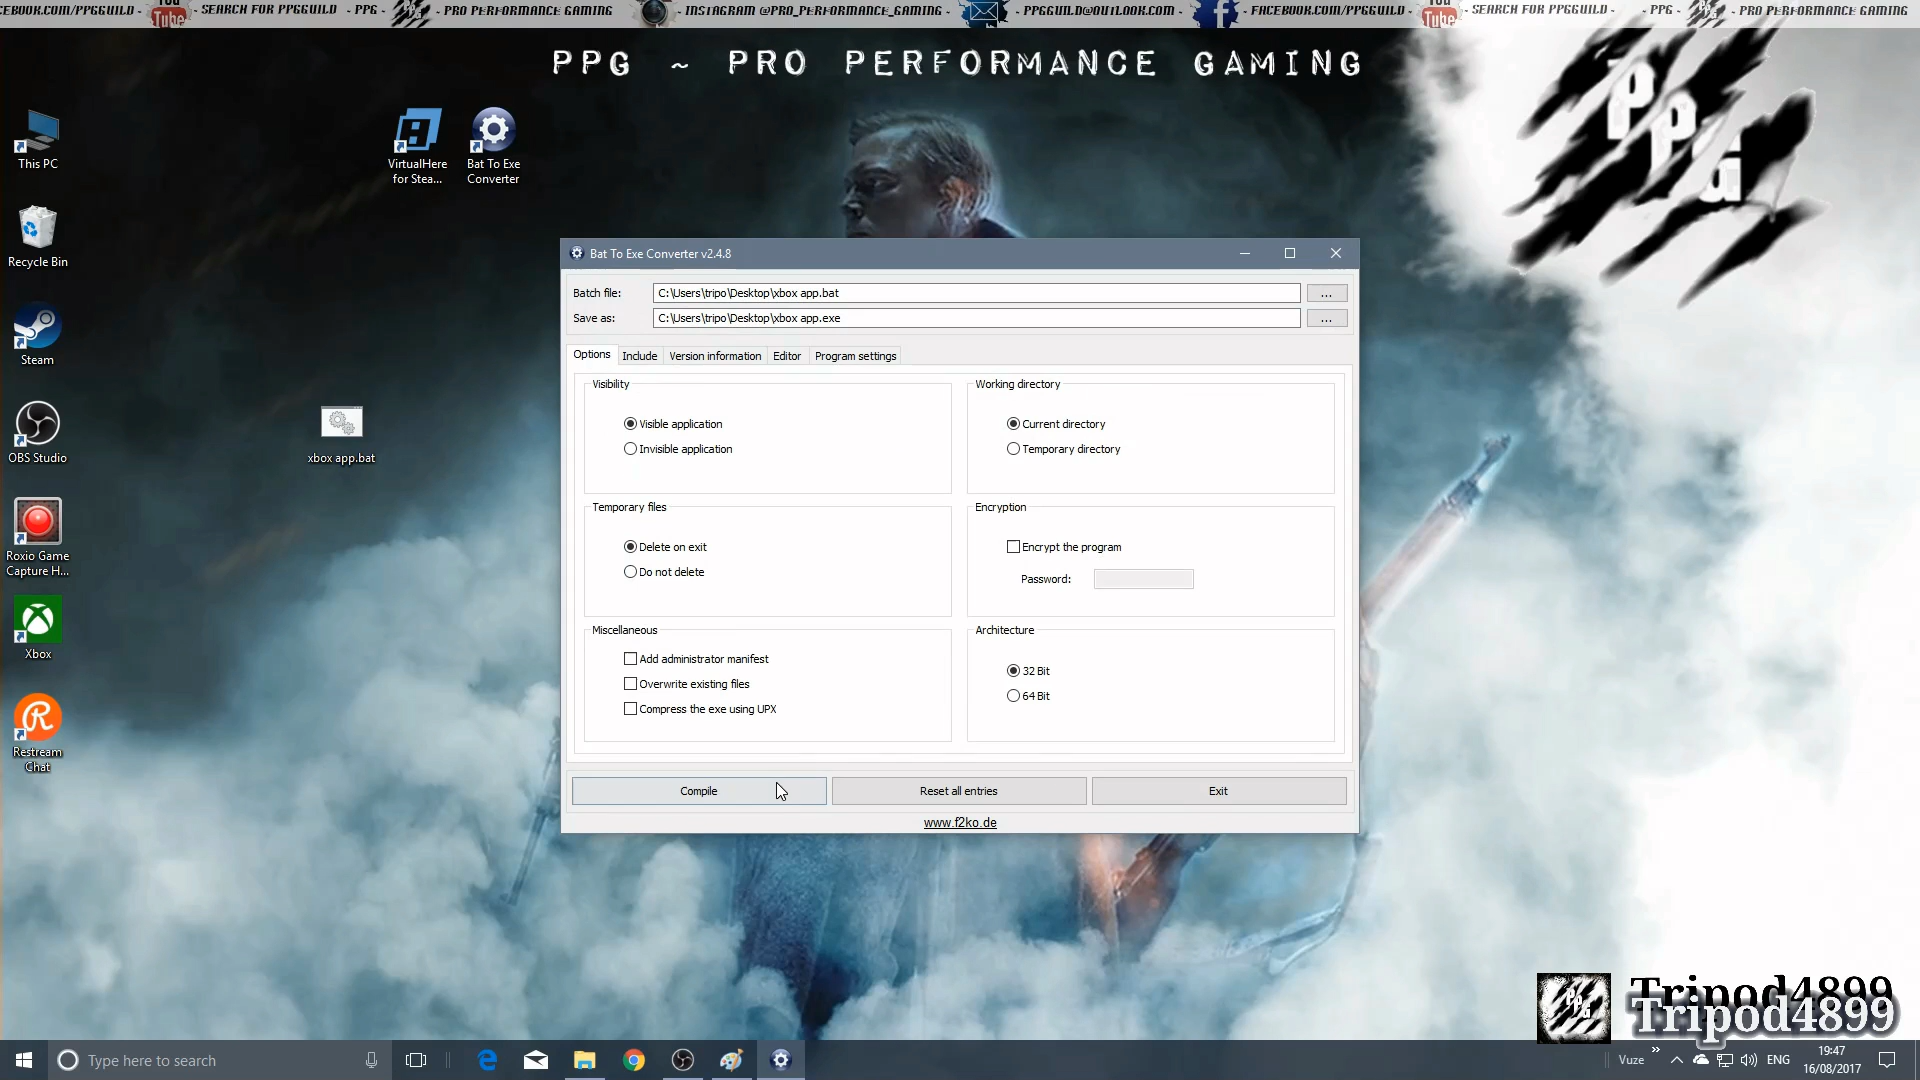 CEBOOK.COM/PPGGUILD - YOU Tube - SEARCH FOR PPGGUILD - PPG - - PRO PERFORMANCE GAMING - INSTAGRAM @PRO_PERFORMANCE_GAMING - - PPGGUILD@OUTLOOK.COM - - FACEBOOK.COM/PPGGUILD - YOU Tube - SEARCH FOR PPGGUILD - - PPG - - PRO PERFORMANCE GAMING
PPG ~ PRO PERFORMANCE GAMING
PPG
This PC
VirtualHere
for Stea...
Bat To Exe
Converter
Recycle Bin
Steam
OBS Studio
xbox app.bat
Roxio Game
Capture H...
Xbox
Restream
Chat
Bat To Exe Converter v2.4.8
Batch file: C:\Users\tripo\Desktop\xbox app.bat ...
Save as: C:\Users\tripo\Desktop\xbox app.exe ...
Options Include Version information Editor Program settings
Visibility
Visible application
Invisible application
Working directory
Current directory
Temporary directory
Temporary files
Delete on exit
Do not delete
Encryption
Encrypt the program
Password:
Miscellaneous
Add administrator manifest
Overwrite existing files
Compress the exe using UPX
Architecture
32 Bit
64 Bit
Compile Reset all entries Exit
www.f2ko.de
PPG
Tripod4899
Tripod4899
Type here to search
Vuze » ENG
19:47
16/08/2017